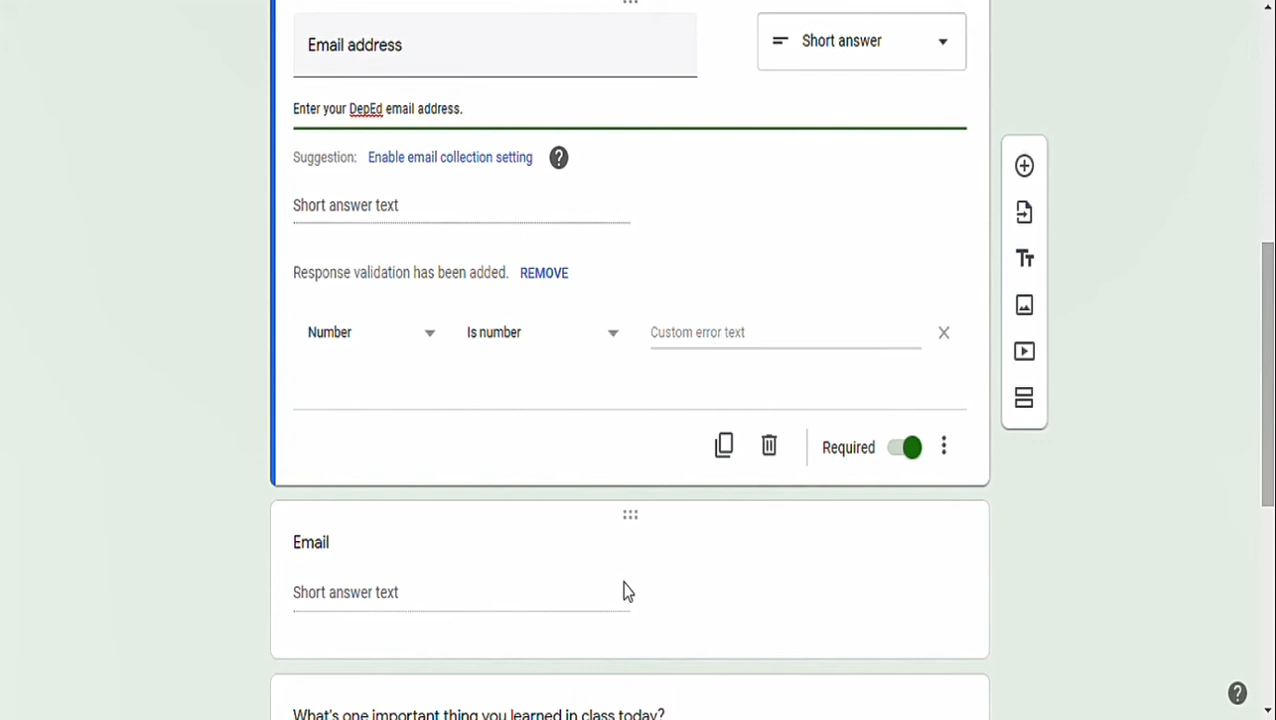 Email address
Short answer
Enter your DepEd email address.
Suggestion: Enable email collection setting
Short answer text
Response validation has been added. REMOVE
Number Is number Custom error text
Required
Email
Short answer text
What's one important thing you learned in class today?